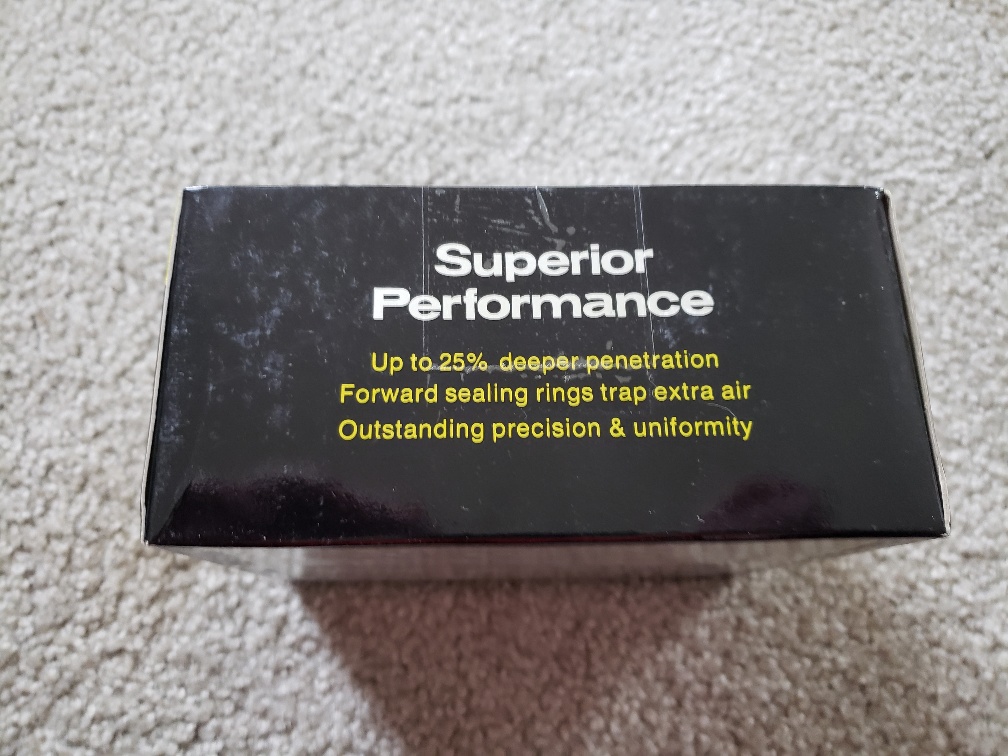 Superior
Performance
Up to 25% deeper penetration
Forward sealing rings trap extra air
Outstanding precision & uniformity